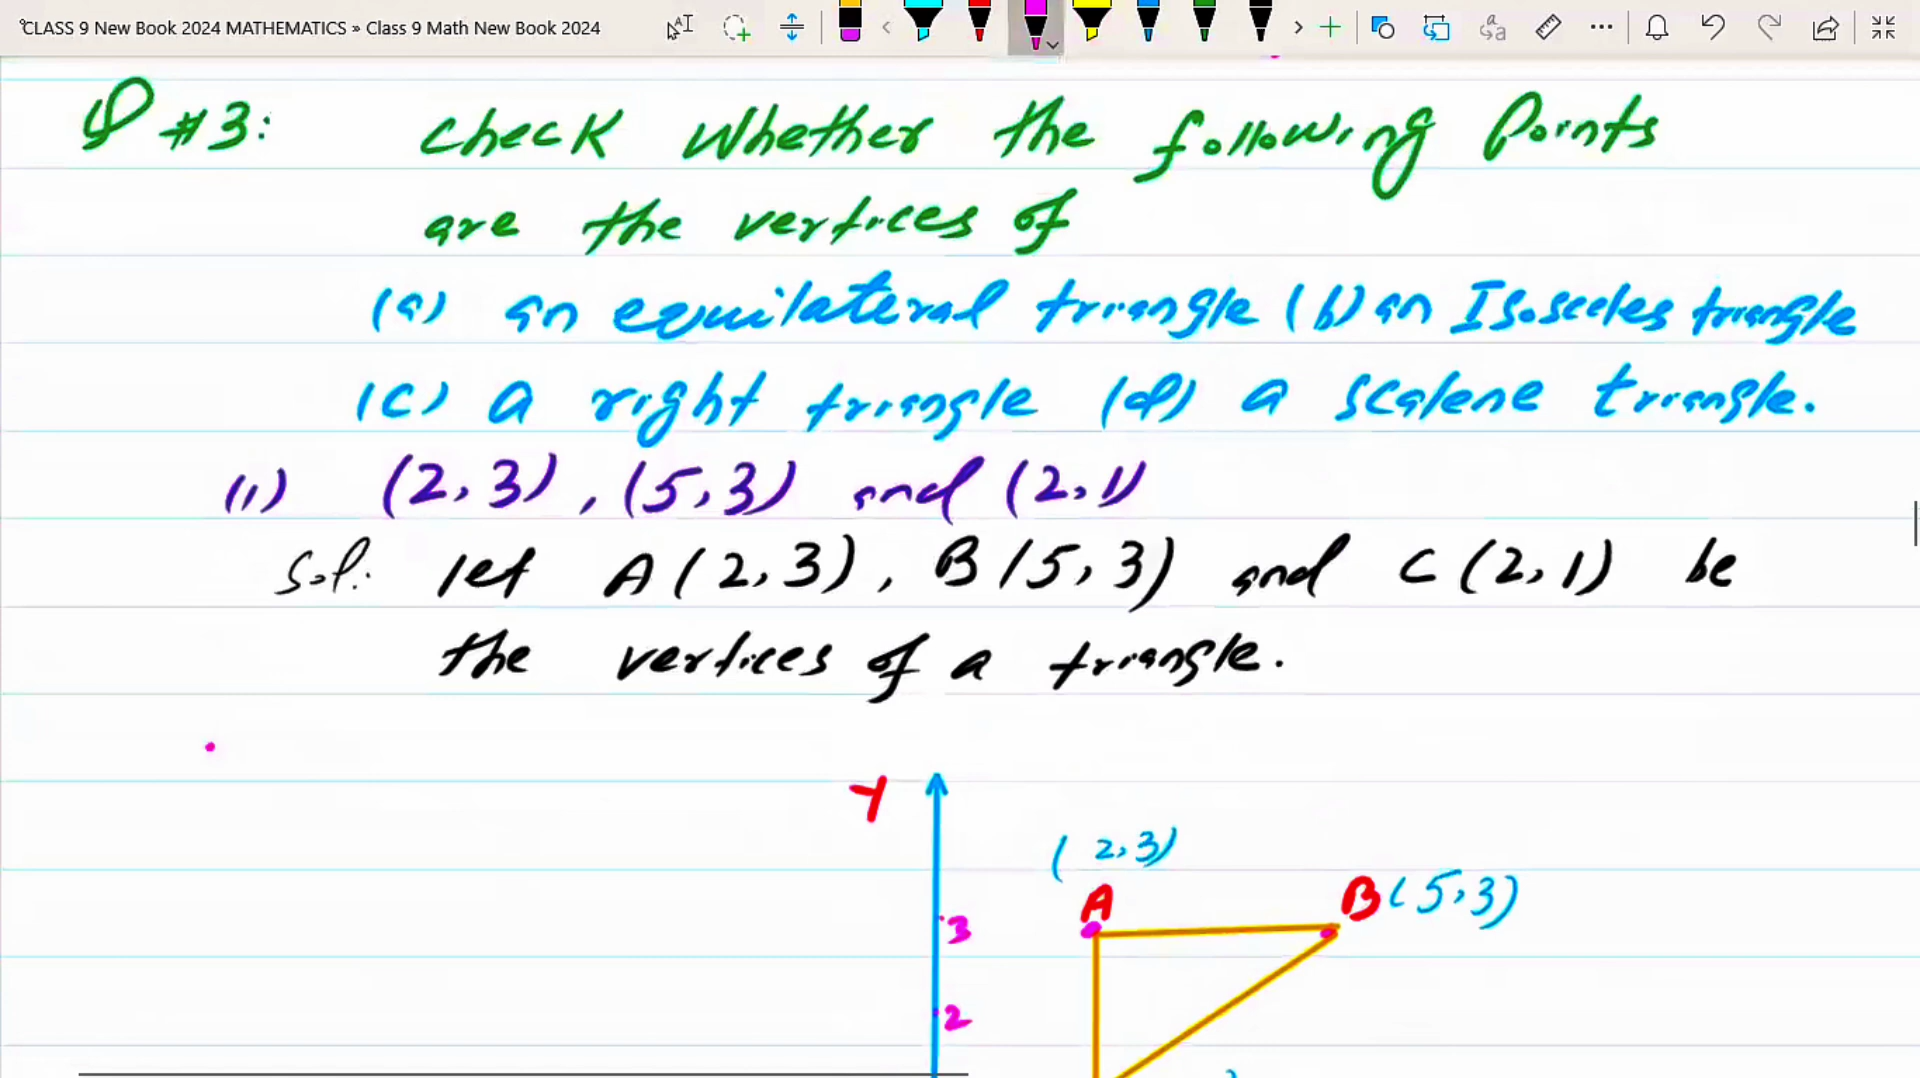 CLASS 9 New Book 2024 MATHEMATICS » Class 9 Math New Book 2024
Q #3: check whether the following Points
are the vertices of
(a) an equilateral triangle (b) an Isosceles triangle
(c) a right triangle (d) a scalene triangle.
(i) (2,3), (5,3) and (2,1)
Sol: let A(2,3), B(5,3) and C(2,1) be
the vertices of a triangle.
Y
(2,3)
A
B(5,3)
3
2